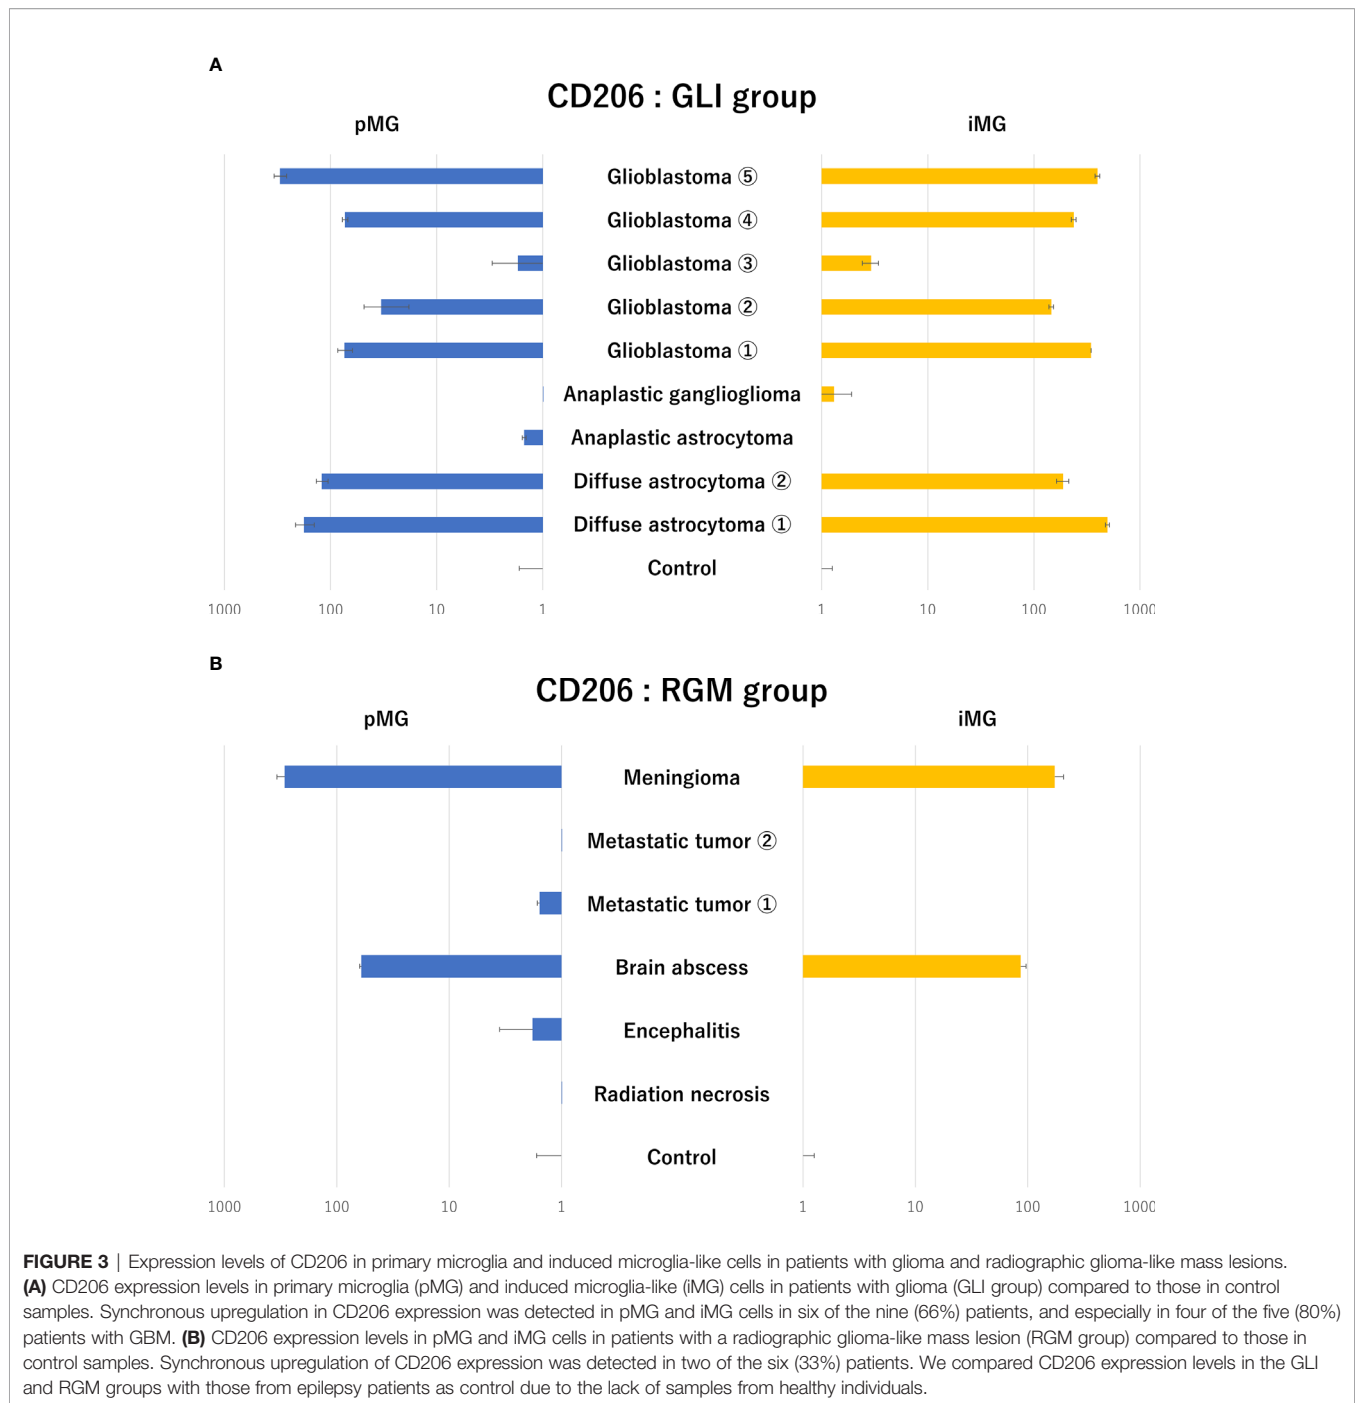 A
CD206 : GLI group
pMG
iMG
Glioblastoma ⑤
Glioblastoma ④
Glioblastoma ③
Glioblastoma ②
Glioblastoma ①
Anaplastic ganglioglioma
Anaplastic astrocytoma
Diffuse astrocytoma ②
Diffuse astrocytoma ①
Control
1000 100 10 1 1 10 100 1000
B
CD206 : RGM group
pMG
iMG
Meningioma
Metastatic tumor ②
Metastatic tumor ①
Brain abscess
Encephalitis
Radiation necrosis
Control
1000 100 10 1 1 10 100 1000
FIGURE 3 | Expression levels of CD206 in primary microglia and induced microglia-like cells in patients with glioma and radiographic glioma-like mass lesions.
(A) CD206 expression levels in primary microglia (pMG) and induced microglia-like (iMG) cells in patients with glioma (GLI group) compared to those in control
samples. Synchronous upregulation in CD206 expression was detected in pMG and iMG cells in six of the nine (66%) patients, and especially in four of the five (80%)
patients with GBM. (B) CD206 expression levels in pMG and iMG cells in patients with a radiographic glioma-like mass lesion (RGM group) compared to those in
control samples. Synchronous upregulation of CD206 expression was detected in two of the six (33%) patients. We compared CD206 expression levels in the GLI
and RGM groups with those from epilepsy patients as control due to the lack of samples from healthy individuals.